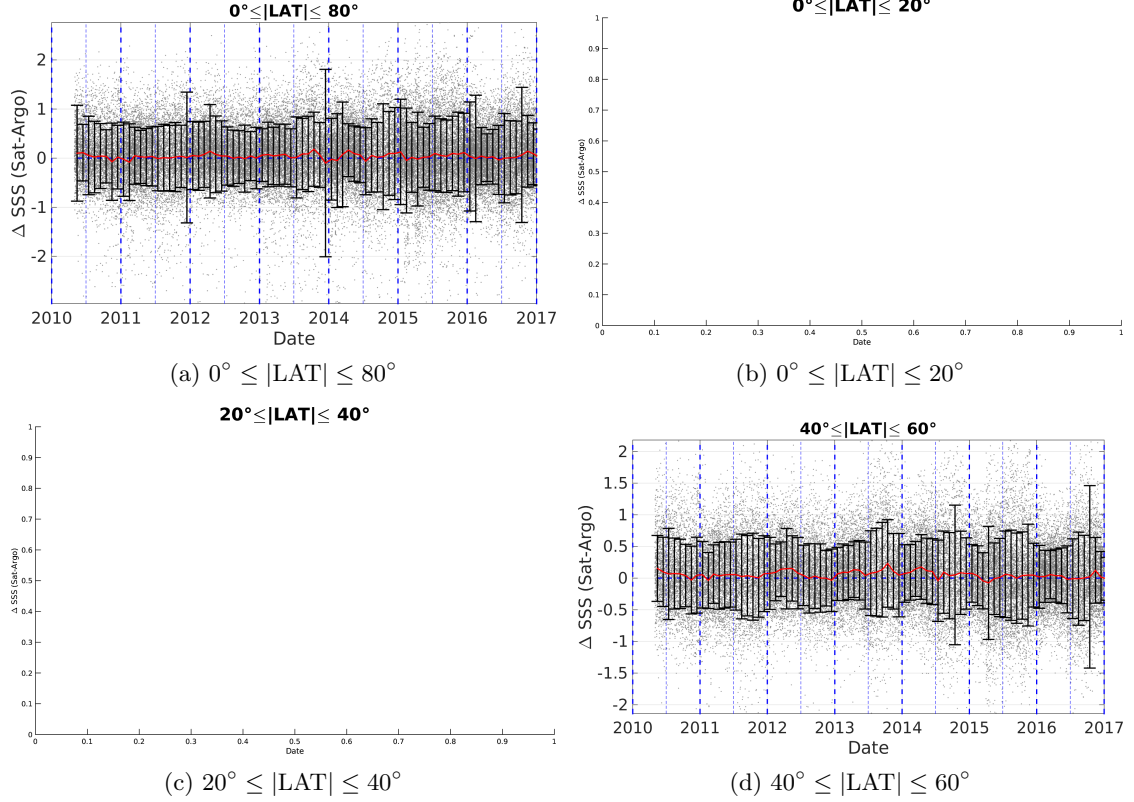 0°≤|LAT|≤ 80°
Δ SSS (Sat-Argo)
2
1
0
-1
-2
2010 2011 2012 2013 2014 2015 2016 2017
Date
(a) 0° ≤ |LAT| ≤ 80°
0°≤|LAT|≤ 20°
Δ SSS (Sat-Argo)
1
0.9
0.8
0.7
0.6
0.5
0.4
0.3
0.2
0.1
0
0 0.1 0.2 0.3 0.4 0.5 0.6 0.7 0.8 0.9 1
Date
(b) 0° ≤ |LAT| ≤ 20°
20°≤|LAT|≤ 40°
Δ SSS (Sat-Argo)
1
0.9
0.8
0.7
0.6
0.5
0.4
0.3
0.2
0.1
0
0 0.1 0.2 0.3 0.4 0.5 0.6 0.7 0.8 0.9 1
Date
(c) 20° ≤ |LAT| ≤ 40°
40°≤|LAT|≤ 60°
Δ SSS (Sat-Argo)
2
1.5
1
0.5
0
-0.5
-1
-1.5
-2
2010 2011 2012 2013 2014 2015 2016 2017
Date
(d) 40° ≤ |LAT| ≤ 60°